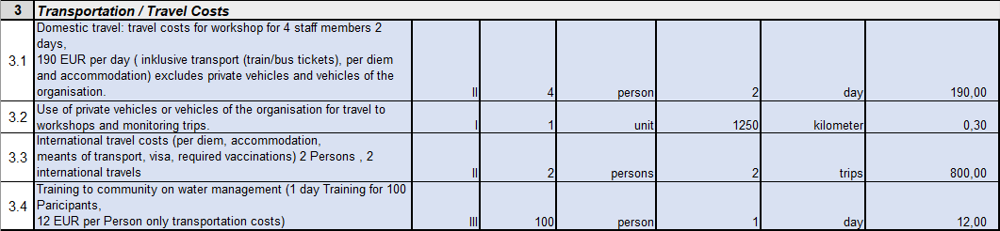 3 Transportation / Travel Costs
Domestic travel: travel costs for workshop for 4 staff members 2
days,
190 EUR per day ( inklusive transport (train/bus tickets), per diem
and accommodation) excludes private vehicles and vehicles of the
organisation.
3.1 II 4 person 2 day 190,00
Use of private vehicles or vehicles of the organisation for travel to
workshops and monitoring trips.
3.2 I 1 unit 1250 kilometer 0,30
International travel costs (per diem, accommodation,
meants of transport, visa, required vaccinations) 2 Persons , 2
international travels
3.3 II 2 persons 2 trips 800,00
Training to community on water management (1 day Training for 100
Paricipants,
12 EUR per Person only transportation costs)
3.4 III 100 person 1 day 12,00